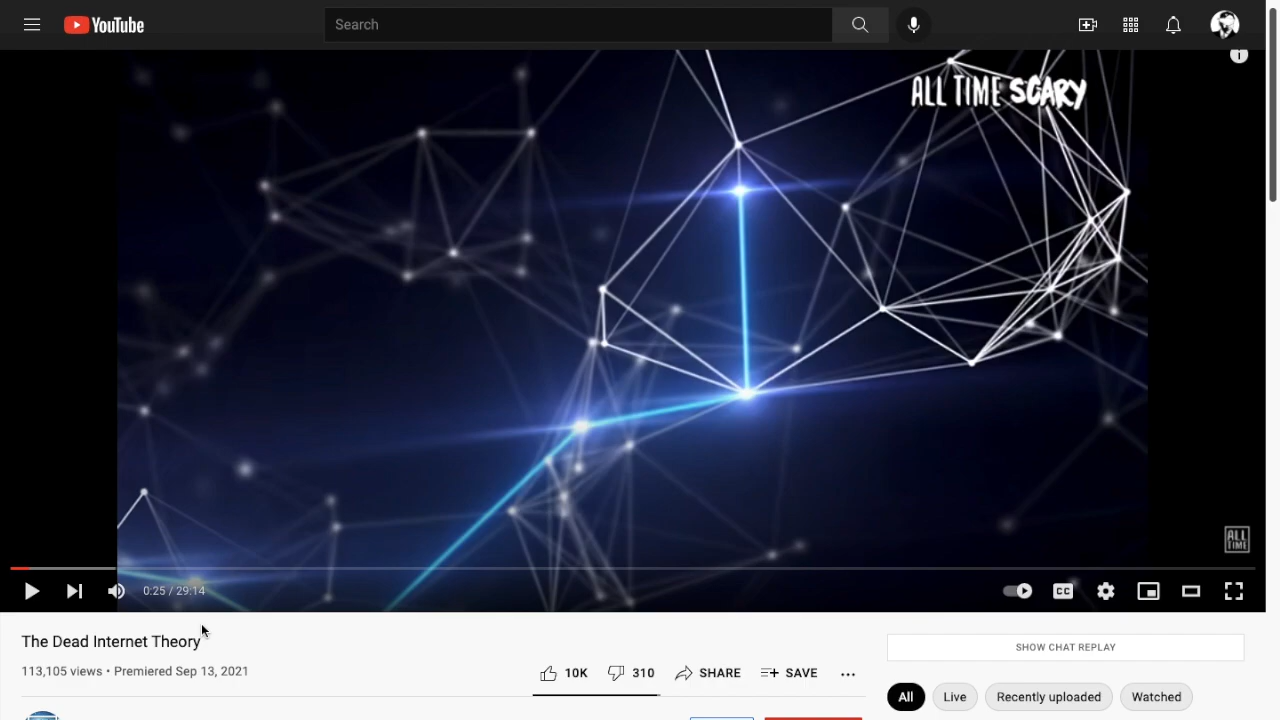 YouTube
Search
ALL TIME SCARY
i
ALL TIME
0:25 / 29:14
CC
The Dead Internet Theory
113,105 views • Premiered Sep 13, 2021
10K
310
SHARE
SAVE
SHOW CHAT REPLAY
All
Live
Recently uploaded
Watched